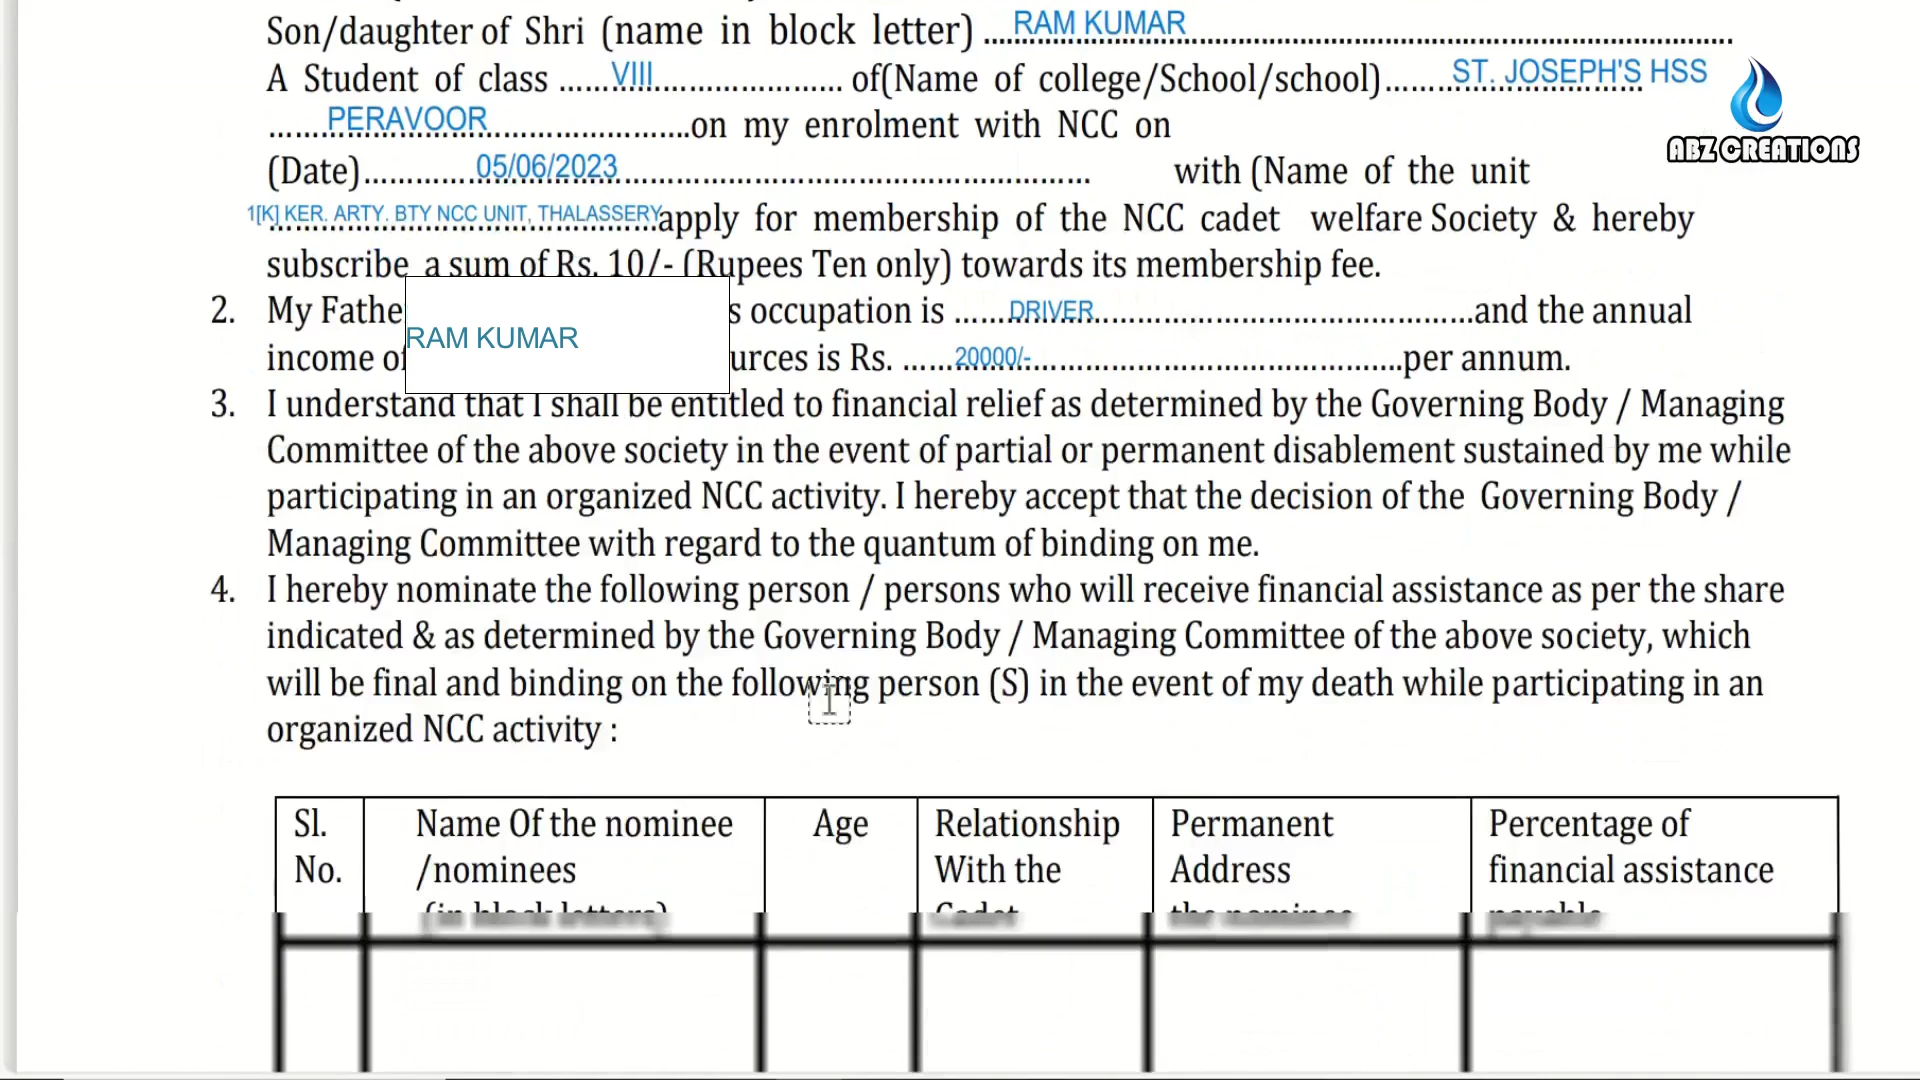 Son/daughter of Shri (name in block letter) ....RAM KUMAR....
A Student of class ......VIII...... of(Name of college/School/school)......ST. JOSEPH'S HSS
ABZ CREATIONS
......PERAVOOR......on my enrolment with NCC on
(Date)......05/06/2023...... with (Name of the unit
1[K] KER. ARTY. BTY NCC UNIT, THALASSERY apply for membership of the NCC cadet welfare Society & hereby
subscribe a sum of Rs. 10/- (Rupees Ten only) towards its membership fee.
2. My Fathe s occupation is ......DRIVER......and the annual
RAM KUMAR
income of urces is Rs. ......20000/-......per annum.
3. I understand that I shall be entitled to financial relief as determined by the Governing Body / Managing
Committee of the above society in the event of partial or permanent disablement sustained by me while
participating in an organized NCC activity. I hereby accept that the decision of the Governing Body /
Managing Committee with regard to the quantum of binding on me.
4. I hereby nominate the following person / persons who will receive financial assistance as per the share
indicated & as determined by the Governing Body / Managing Committee of the above society, which
will be final and binding on the following person (S) in the event of my death while participating in an
organized NCC activity :
Sl. Name Of the nominee Age Relationship Permanent Percentage of
No. /nominees With the Address financial assistance
(in block letters) Cadet the nominee payable